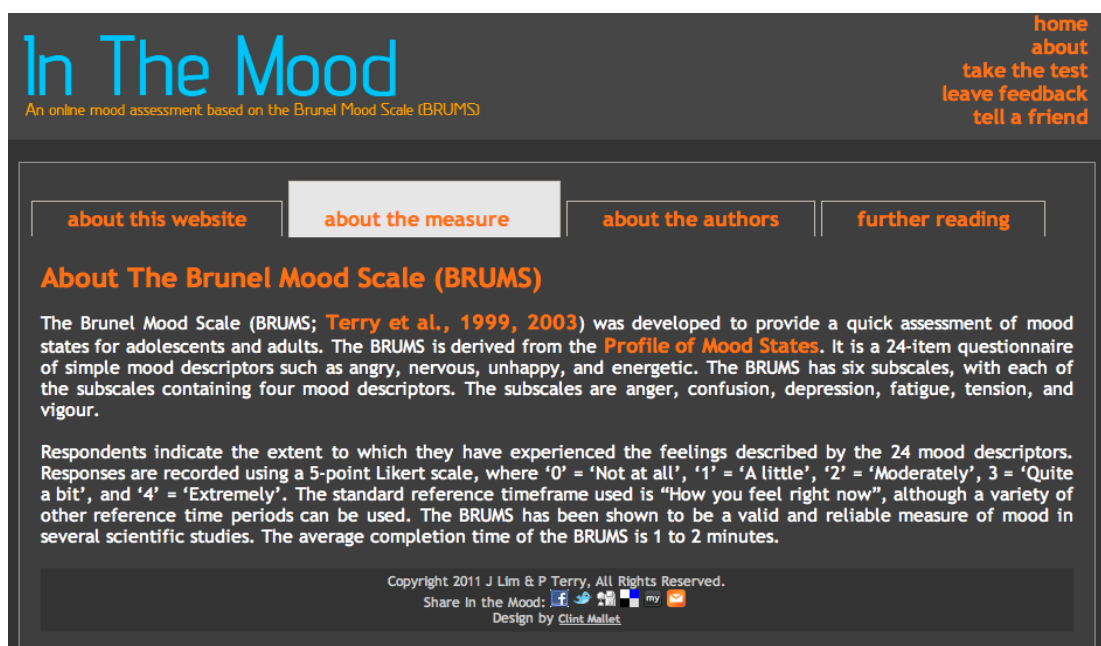 In The Mood
An online mood assessment based on the Brunel Mood Scale (BRUMS)
home
about
take the test
leave feedback
tell a friend
about this website
about the measure
about the authors
further reading
About The Brunel Mood Scale (BRUMS)
The Brunel Mood Scale (BRUMS; Terry et al., 1999, 2003) was developed to provide a quick assessment of mood
states for adolescents and adults. The BRUMS is derived from the Profile of Mood States. It is a 24-item questionnaire
of simple mood descriptors such as angry, nervous, unhappy, and energetic. The BRUMS has six subscales, with each of
the subscales containing four mood descriptors. The subscales are anger, confusion, depression, fatigue, tension, and
vigour.
Respondents indicate the extent to which they have experienced the feelings described by the 24 mood descriptors.
Responses are recorded using a 5-point Likert scale, where ‘0’ = ‘Not at all’, ‘1’ = ‘A little’, ‘2’ = ‘Moderately’, 3 = ‘Quite
a bit’, and ‘4’ = ‘Extremely’. The standard reference timeframe used is “How you feel right now”, although a variety of
other reference time periods can be used. The BRUMS has been shown to be a valid and reliable measure of mood in
several scientific studies. The average completion time of the BRUMS is 1 to 2 minutes.
Copyright 2011 J Lim & P Terry, All Rights Reserved.
Share In the Mood: f my
Design by Clint Mallet